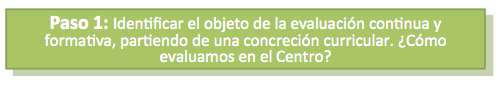 Paso 1: Identificar el objeto de la evaluación continua y
formativa, partiendo de una concreción curricular. ¿Cómo
evaluamos en el Centro?